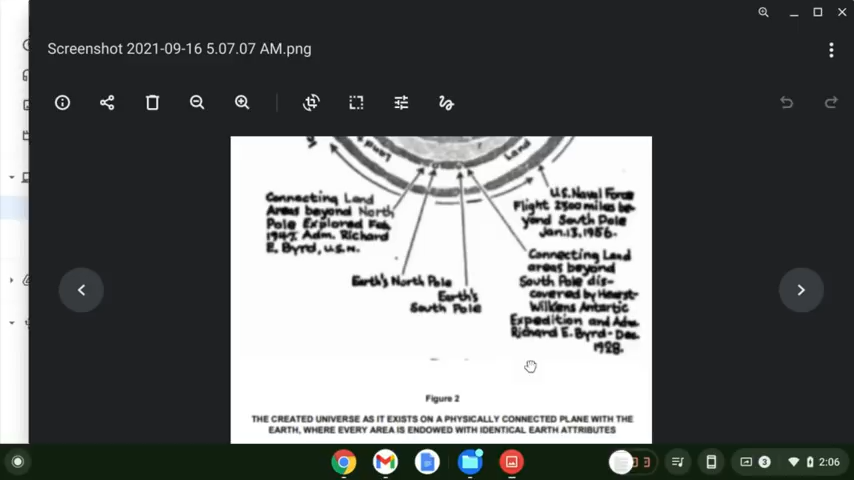 Screenshot 2021-09-16 5.07.07 AM.png
Land
Land
Connecting Land
Areas beyond North
Pole Explored Feb.
1947. Adm. Richard
E. Byrd, U.S.N.
U.S. Naval Force
Flight 2300 miles be-
yond South Pole
Jan. 13, 1956.
Earth's North Pole
Earth's
South Pole
Connecting Land
areas beyond
South Pole dis-
covered by Hearst-
Wilkens Antartic
Expedition and Adm.
Richard E. Byrd - Dec.
1928.
Figure 2
THE CREATED UNIVERSE AS IT EXISTS ON A PHYSICALLY CONNECTED PLANE WITH THE
EARTH, WHERE EVERY AREA IS ENDOWED WITH IDENTICAL EARTH ATTRIBUTES
3
2:06